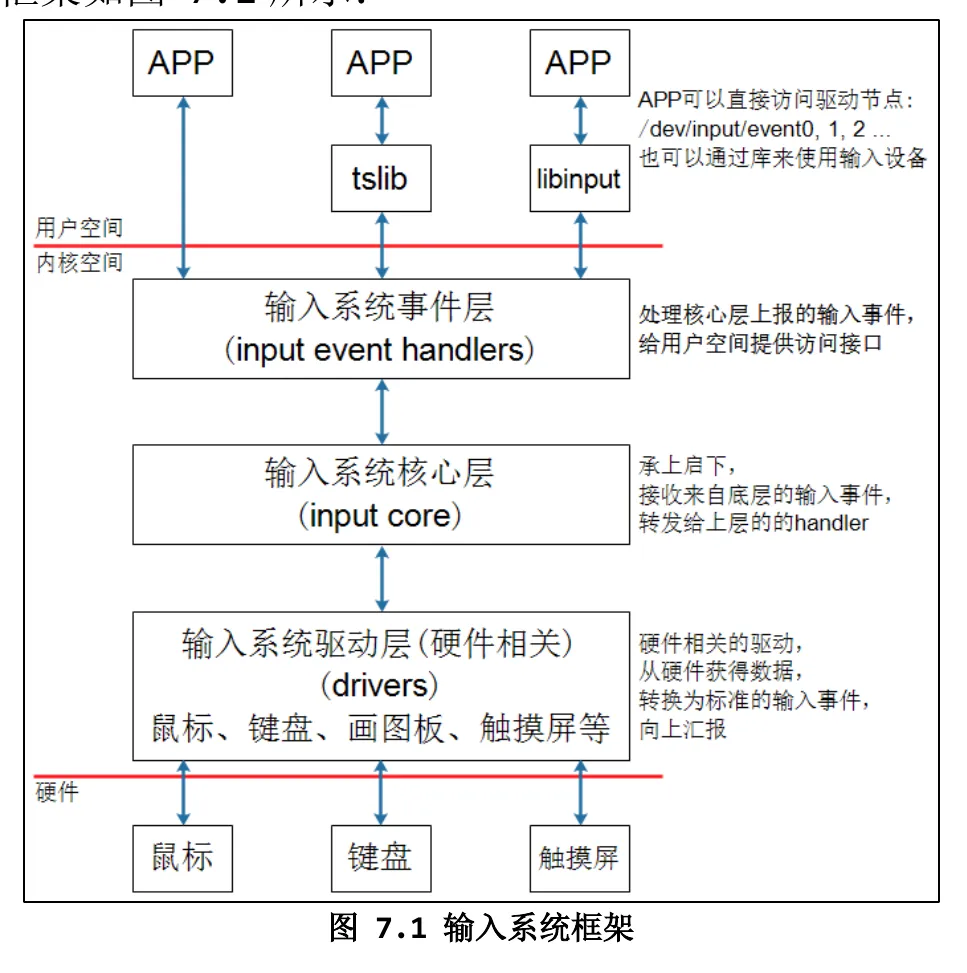 框架如图 7.1 所示:
APP
APP
APP
APP可以直接访问驱动节点:
/dev/input/event0, 1, 2 ...
也可以通过库来使用输入设备
tslib
libinput
用户空间
内核空间
输入系统事件层
(input event handlers)
处理核心层上报的输入事件,
给用户空间提供访问接口
输入系统核心层
(input core)
承上启下,
接收来自底层的输入事件,
转发给上层的的handler
输入系统驱动层(硬件相关)
(drivers)
鼠标、键盘、画图板、触摸屏等
硬件相关的驱动,
从硬件获得数据,
转换为标准的输入事件,
向上汇报
硬件
鼠标
键盘
触摸屏
图 7.1 输入系统框架